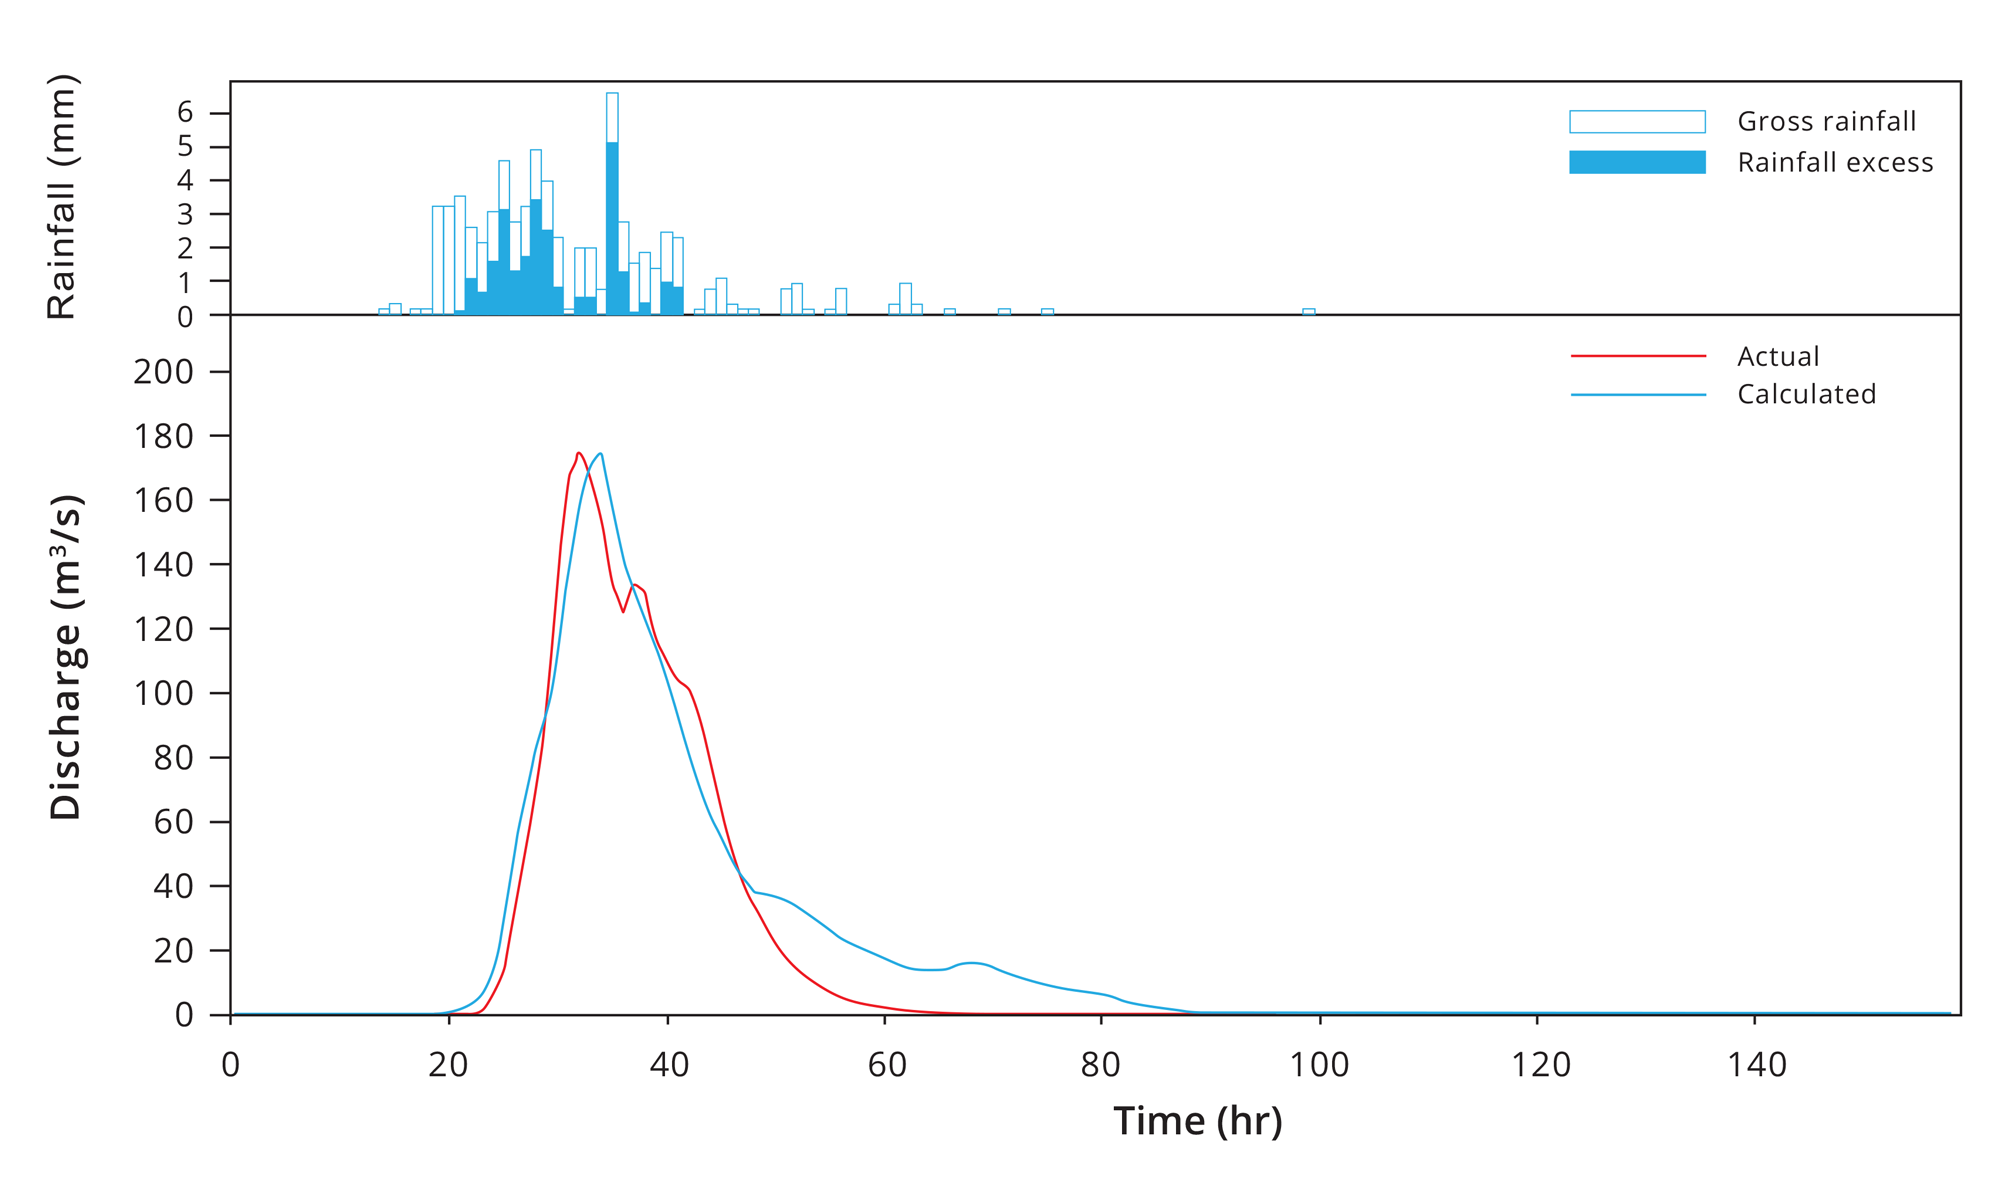 Rainfall (mm)
6
5
4
3
2
1
0
Gross rainfall
Rainfall excess
Discharge (m³/s)
200
180
160
140
120
100
80
60
40
20
0
Actual
Calculated
0 20 40 60 80 100 120 140
Time (hr)